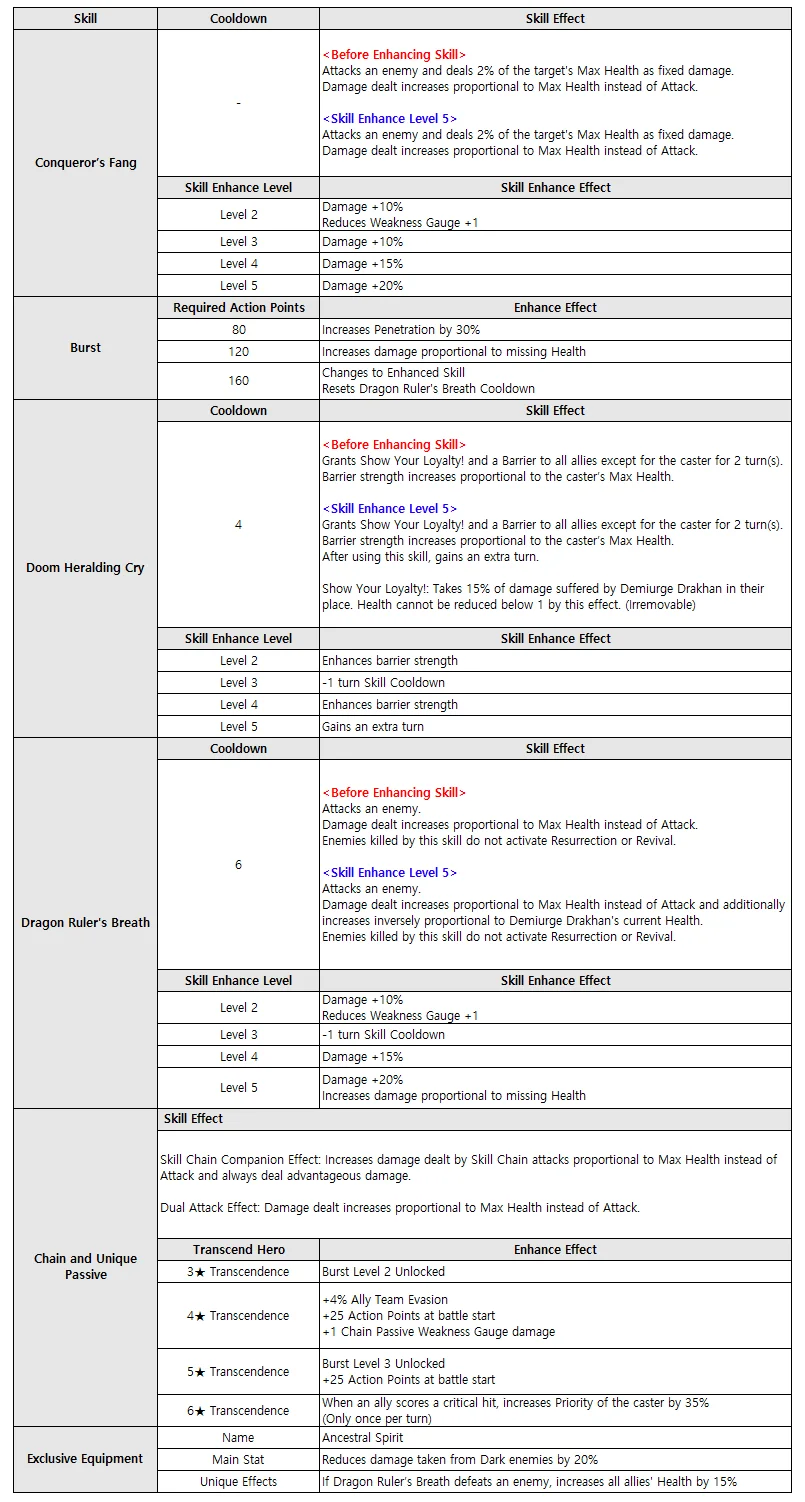 Skill Cooldown Skill Effect
Conqueror's Fang
-
<Before Enhancing Skill>
Attacks an enemy and deals 2% of the target's Max Health as fixed damage.
Damage dealt increases proportional to Max Health instead of Attack.
<Skill Enhance Level 5>
Attacks an enemy and deals 2% of the target's Max Health as fixed damage.
Damage dealt increases proportional to Max Health instead of Attack.
Skill Enhance Level Skill Enhance Effect
Level 2
Damage +10%
Reduces Weakness Gauge +1
Level 3 Damage +10%
Level 4 Damage +15%
Level 5 Damage +20%
Burst
Required Action Points Enhance Effect
80 Increases Penetration by 30%
120 Increases damage proportional to missing Health
160
Changes to Enhanced Skill
Resets Dragon Ruler's Breath Cooldown
Doom Heralding Cry
Cooldown Skill Effect
4
<Before Enhancing Skill>
Grants Show Your Loyalty! and a Barrier to all allies except for the caster for 2 turn(s).
Barrier strength increases proportional to the caster's Max Health.
<Skill Enhance Level 5>
Grants Show Your Loyalty! and a Barrier to all allies except for the caster for 2 turn(s).
Barrier strength increases proportional to the caster's Max Health.
After using this skill, gains an extra turn.
Show Your Loyalty!: Takes 15% of damage suffered by Demiurge Drakhan in their
place. Health cannot be reduced below 1 by this effect. (Irremovable)
Skill Enhance Level Skill Enhance Effect
Level 2 Enhances barrier strength
Level 3 -1 turn Skill Cooldown
Level 4 Enhances barrier strength
Level 5 Gains an extra turn
Dragon Ruler's Breath
Cooldown Skill Effect
6
<Before Enhancing Skill>
Attacks an enemy.
Damage dealt increases proportional to Max Health instead of Attack.
Enemies killed by this skill do not activate Resurrection or Revival.
<Skill Enhance Level 5>
Attacks an enemy.
Damage dealt increases proportional to Max Health instead of Attack and additionally
increases inversely proportional to Demiurge Drakhan's current Health.
Enemies killed by this skill do not activate Resurrection or Revival.
Skill Enhance Level Skill Enhance Effect
Level 2
Damage +10%
Reduces Weakness Gauge +1
Level 3 -1 turn Skill Cooldown
Level 4 Damage +15%
Level 5
Damage +20%
Increases damage proportional to missing Health
Chain and Unique
Passive
Skill Effect
Skill Chain Companion Effect: Increases damage dealt by Skill Chain attacks proportional to Max Health instead of
Attack and always deal advantageous damage.
Dual Attack Effect: Damage dealt increases proportional to Max Health instead of Attack.
Transcend Hero Enhance Effect
3★ Transcendence Burst Level 2 Unlocked
4★ Transcendence
+4% Ally Team Evasion
+25 Action Points at battle start
+1 Chain Passive Weakness Gauge damage
5★ Transcendence
Burst Level 3 Unlocked
+25 Action Points at battle start
6★ Transcendence
When an ally scores a critical hit, increases Priority of the caster by 35%
(Only once per turn)
Exclusive Equipment
Name Ancestral Spirit
Main Stat Reduces damage taken from Dark enemies by 20%
Unique Effects If Dragon Ruler's Breath defeats an enemy, increases all allies' Health by 15%